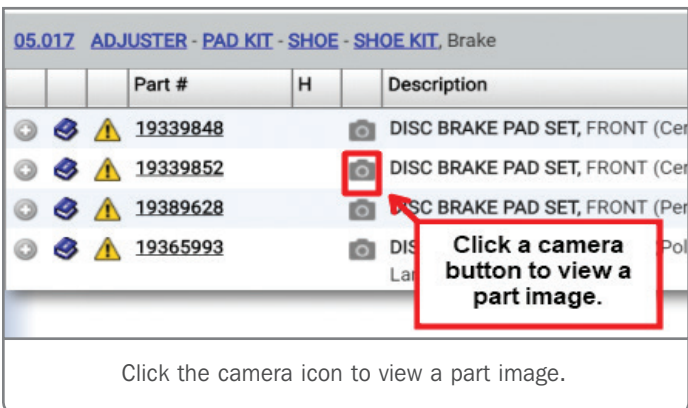 05.017 ADJUSTER - PAD KIT - SHOE - SHOE KIT, Brake
Part # H Description
19339848 DISC BRAKE PAD SET, FRONT (Cer
19339852 DISC BRAKE PAD SET, FRONT (Cer
19389628 DISC BRAKE PAD SET, FRONT (Per
19365993 DIS (Pol
Lan
Click a camera
button to view a
part image.
Click the camera icon to view a part image.